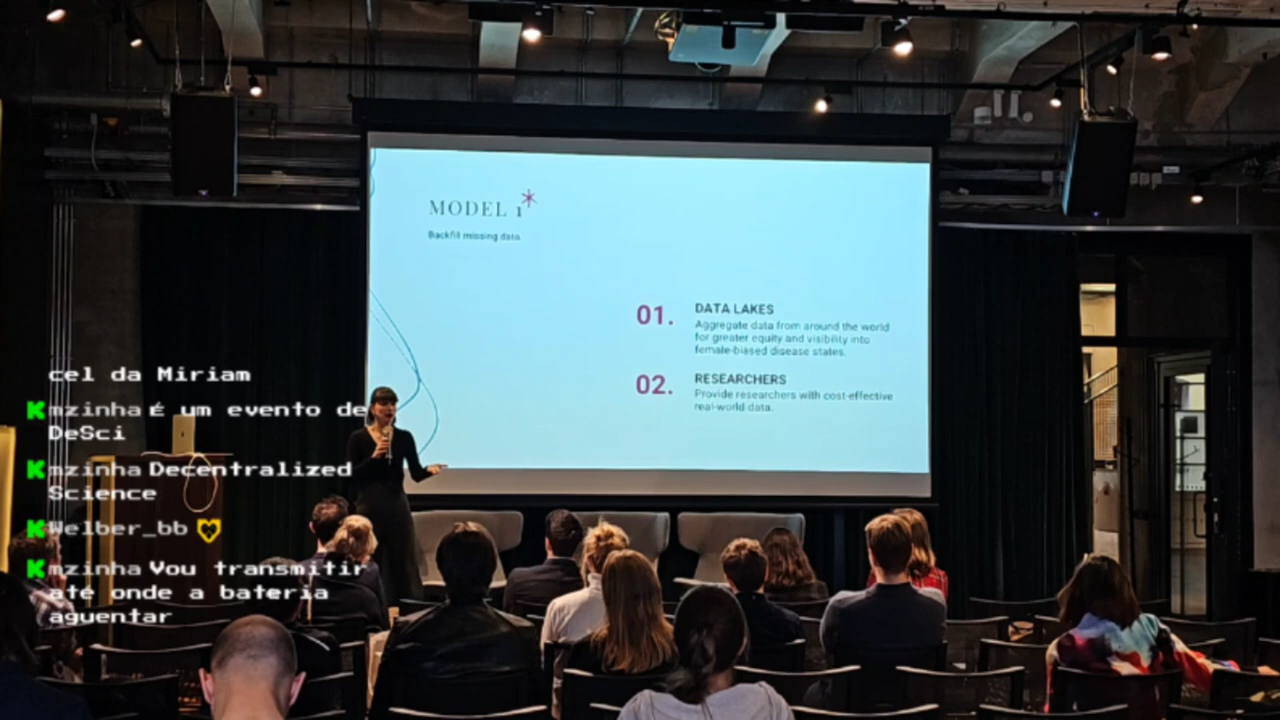 MODEL 1*
Backfill missing data.
01. DATA LAKES
Aggregate data from around the world
for greater equity and visibility into
female-biased disease states.
02. RESEARCHERS
Provide researchers with cost-effective
real-world data.
cel da Miriam
K mzinha É um evento de
DeSci
K mzinha Decentralized
Science
K Welber_bb
K mzinha Vou transmitir
até onde a bateria
aguentar